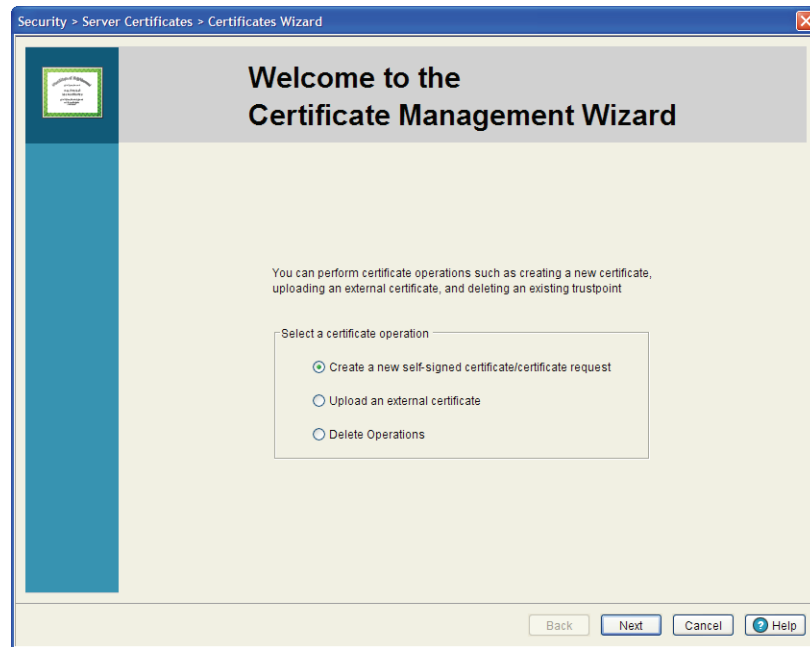 Security > Server Certificates > Certificates Wizard
Welcome to the
Certificate Management Wizard
You can perform certificate operations such as creating a new certificate,
uploading an external certificate, and deleting an existing trustpoint
Select a certificate operation
Create a new self-signed certificate/certificate request
Upload an external certificate
Delete Operations
Back Next Cancel ? Help